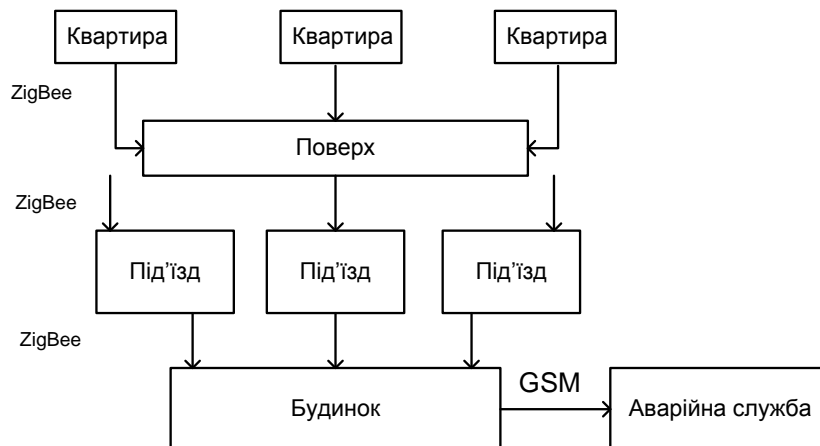 Квартира
Квартира
Квартира
ZigBee
Поверх
ZigBee
Під’їзд
Під’їзд
Під’їзд
ZigBee
GSM
Будинок
Аварійна служба